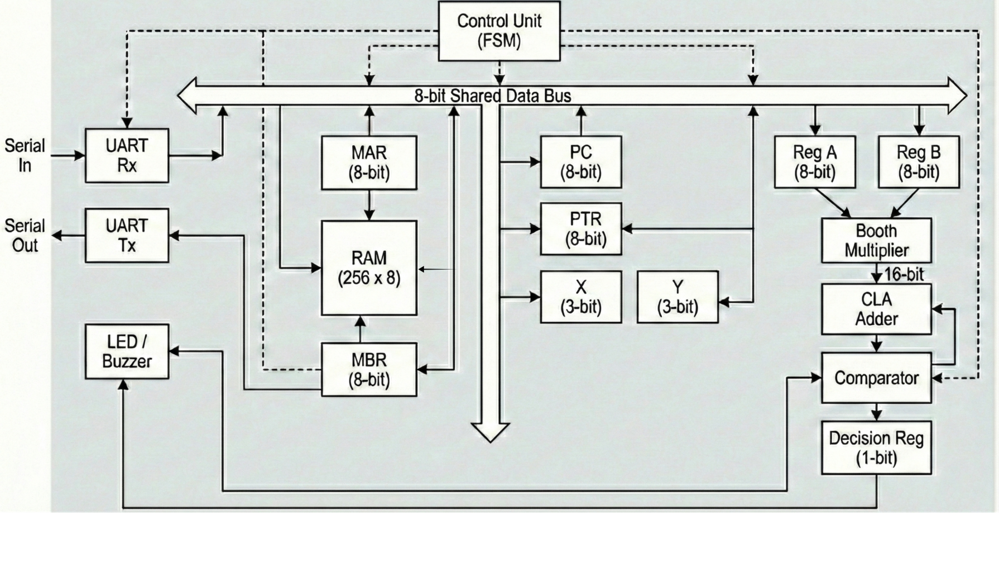 Control Unit
(FSM)
8-bit Shared Data Bus
Serial
In
UART
Rx
MAR
(8-bit)
PC
(8-bit)
Reg A
(8-bit)
Reg B
(8-bit)
Serial
Out
UART
Tx
RAM
(256 x 8)
PTR
(8-bit)
Booth
Multiplier
16-bit
X
(3-bit)
Y
(3-bit)
CLA
Adder
LED /
Buzzer
MBR
(8-bit)
Comparator
Decision Reg
(1-bit)